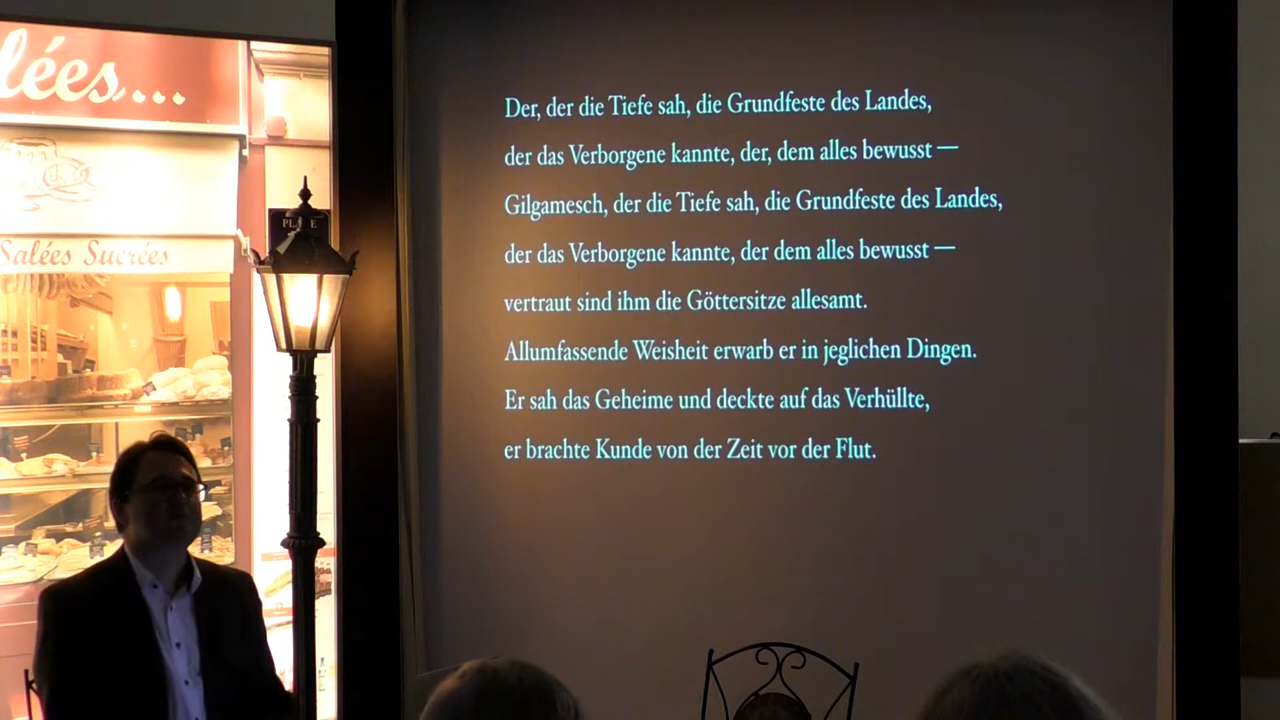 lées...
Salées Sucrées
Der, der die Tiefe sah, die Grundfeste des Landes,
der das Verborgene kannte, der, dem alles bewusst —
Gilgamesch, der die Tiefe sah, die Grundfeste des Landes,
der das Verborgene kannte, der dem alles bewusst —
vertraut sind ihm die Göttersitze allesamt.
Allumfassende Weisheit erwarb er in jeglichen Dingen.
Er sah das Geheime und deckte auf das Verhüllte,
er brachte Kunde von der Zeit vor der Flut.